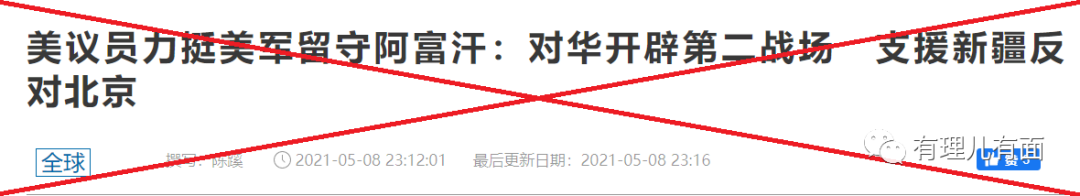 美议员力挺美军留守阿富汗：对华开辟第二战场　支援新疆反
对北京
全球 撰写：陈蹊 2021-05-08 23:12:01 最后更新日期：2021-05-08 23:16 有理儿有面
赞 3